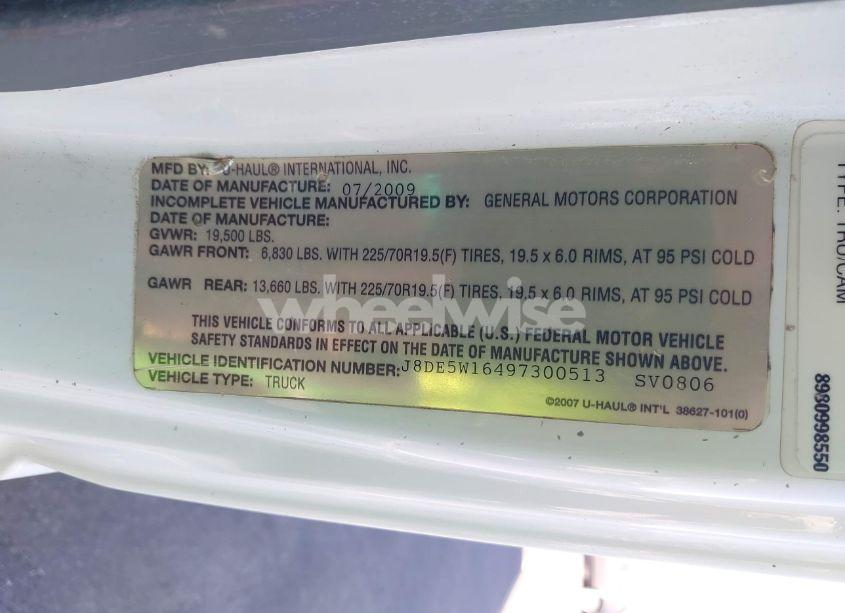 MFD BY: U-HAUL® INTERNATIONAL, INC.
DATE OF MANUFACTURE: 07/2009
INCOMPLETE VEHICLE MANUFACTURED BY: GENERAL MOTORS CORPORATION
DATE OF MANUFACTURE:
GVWR: 19,500 LBS.
GAWR FRONT: 6,830 LBS. WITH 225/70R19.5(F) TIRES, 19.5 x 6.0 RIMS, AT 95 PSI COLD
GAWR REAR: 13,660 LBS. WITH 225/70R19.5(F) TIRES, 19.5 x 6.0 RIMS, AT 95 PSI COLD
THIS VEHICLE CONFORMS TO ALL APPLICABLE (U.S.) FEDERAL MOTOR VEHICLE
SAFETY STANDARDS IN EFFECT ON THE DATE OF MANUFACTURE SHOWN ABOVE.
VEHICLE IDENTIFICATION NUMBER: J8DE5W16497300513 SV0806
VEHICLE TYPE: TRUCK
©2007 U-HAUL® INT'L 38627-101(0)
wheelwise
TYPE: TRU/CAM
8980998550